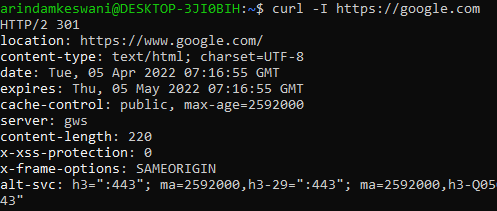 arindamkeswani@DESKTOP-3JI0BIH:~$ curl -I https://google.com
HTTP/2 301
location: https://www.google.com/
content-type: text/html; charset=UTF-8
date: Tue, 05 Apr 2022 07:16:55 GMT
expires: Thu, 05 May 2022 07:16:55 GMT
cache-control: public, max-age=2592000
server: gws
content-length: 220
x-xss-protection: 0
x-frame-options: SAMEORIGIN
alt-svc: h3=":443"; ma=2592000,h3-29=":443"; ma=2592000,h3-Q05
43"